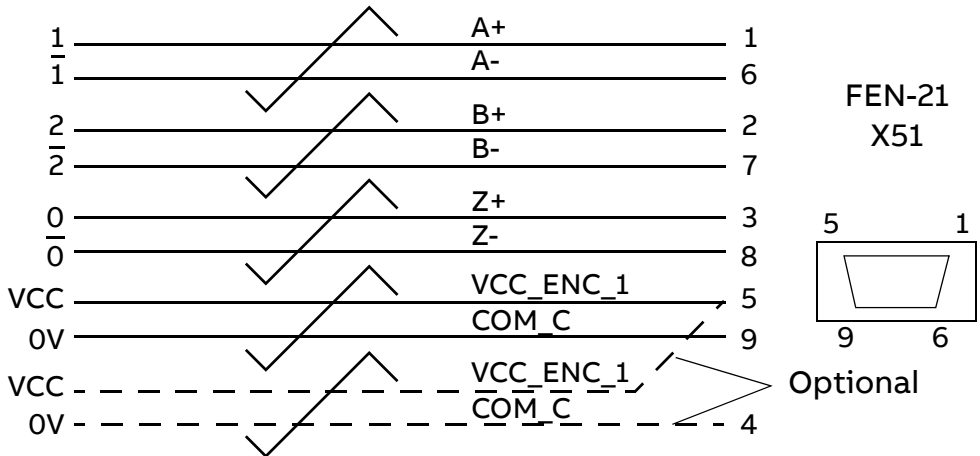 1 A+ 1
1̅ A- 6
2 B+ 2
2̅ B- 7
0 Z+ 3
0̅ Z- 8
VCC VCC_ENC_1 5
0V COM_C 9
VCC VCC_ENC_1
0V COM_C 4
Optional
FEN-21
X51
5 1
9 6